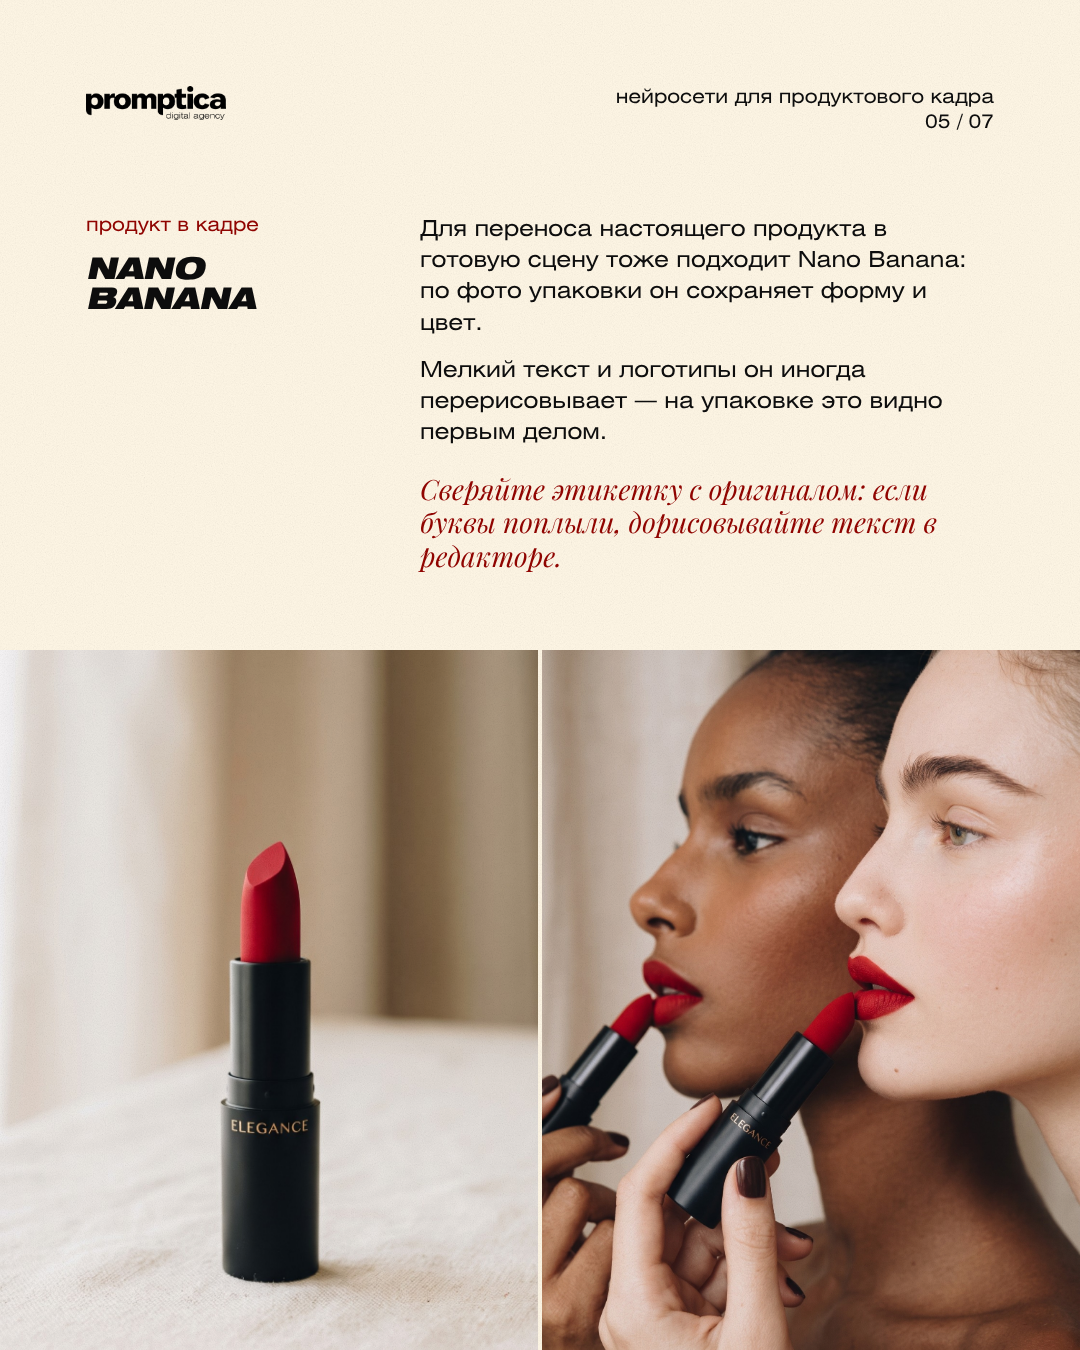 promptica
digital agency
нейросети для продуктового кадра
05 / 07
продукт в кадре
NANO
BANANA
Для переноса настоящего продукта в
готовую сцену тоже подходит Nano Banana:
по фото упаковки он сохраняет форму и
цвет.
Мелкий текст и логотипы он иногда
перерисовывает — на упаковке это видно
первым делом.
Сверяйте этикетку с оригиналом: если
буквы поплыли, дорисовывайте текст в
редакторе.
ELEGANCE
ELEGANCE